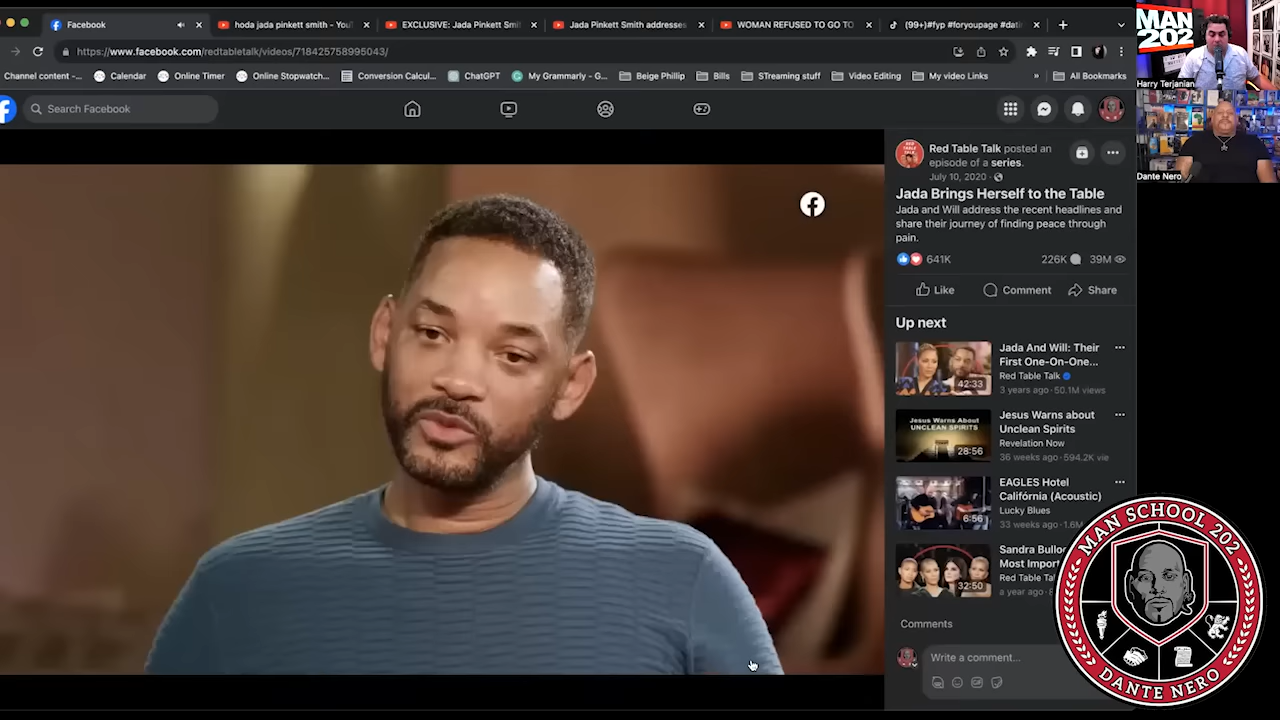 Facebook
hoda jada pinkett smith - YouT
EXCLUSIVE: Jada Pinkett Smi
Jada Pinkett Smith addresses
WOMAN REFUSED TO GO TO
(99+)#fyp #foryoupage #dati
https://www.facebook.com/redtabletalk/videos/718425758995043/
Channel content -...
Calendar
Online Timer
Online Stopwatch...
Conversion Calcul...
ChatGPT
My Grammarly - G...
Beige Phillip
Bills
STreaming stuff
Video Editing
My video Links
»
All Bookmarks
Search Facebook
Red Table Talk posted an
episode of a series.
July 10, 2020
Jada Brings Herself to the Table
Jada and Will address the recent headlines and
share their journey of finding peace through
pain.
641K
226K
39M
Like
Comment
Share
Up next
42:33
Jada And Will: Their
First One-On-One...
Red Table Talk
3 years ago · 50.1M views
Jesus Warns About
UNCLEAN SPIRITS
28:56
Jesus Warns about
Unclean Spirits
Revelation Now
36 weeks ago · 594.2K vie
6:56
EAGLES Hotel
Califórnia (Acoustic)
Lucky Blues
33 weeks ago · 1.6M
32:50
Sandra Bulloc
Most Import
Red Table Tal
a year ago ·
Comments
Write a comment...
MAN
202
Harry Terjanian
Dante Nero
MAN SCHOOL 202
DANTE NERO